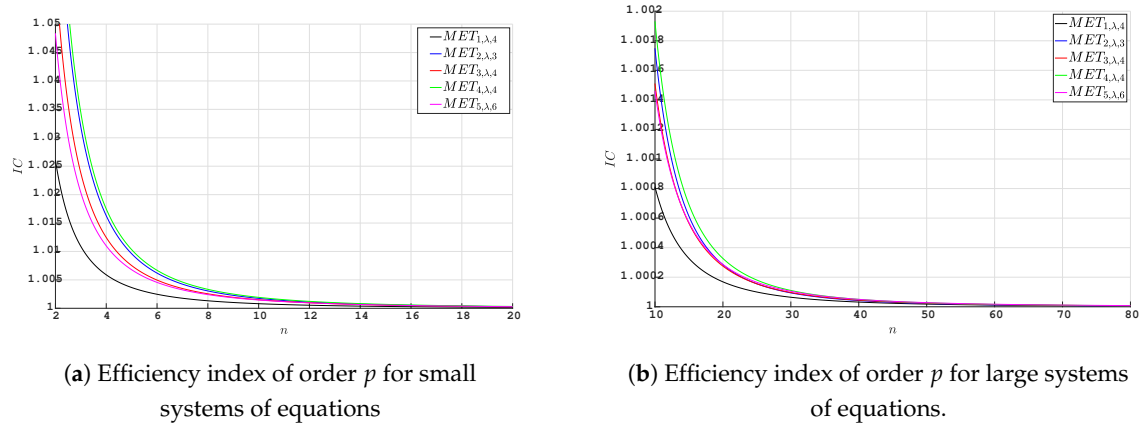 1.05
1.045
1.04
1.035
1.03
1.025
1.02
1.015
1.01
1.005
1
IC
2 4 6 8 10 12 14 16 18 20
n
MET1,λ,4
MET2,λ,3
MET3,λ,4
MET4,λ,4
MET5,λ,6
(a) Efficiency index of order p for small
systems of equations
1.002
1.0018
1.0016
1.0014
1.0012
1.001
1.0008
1.0006
1.0004
1.0002
1
IC
10 20 30 40 50 60 70 80
n
MET1,λ,4
MET2,λ,3
MET3,λ,4
MET4,λ,4
MET5,λ,6
(b) Efficiency index of order p for large systems
of equations.